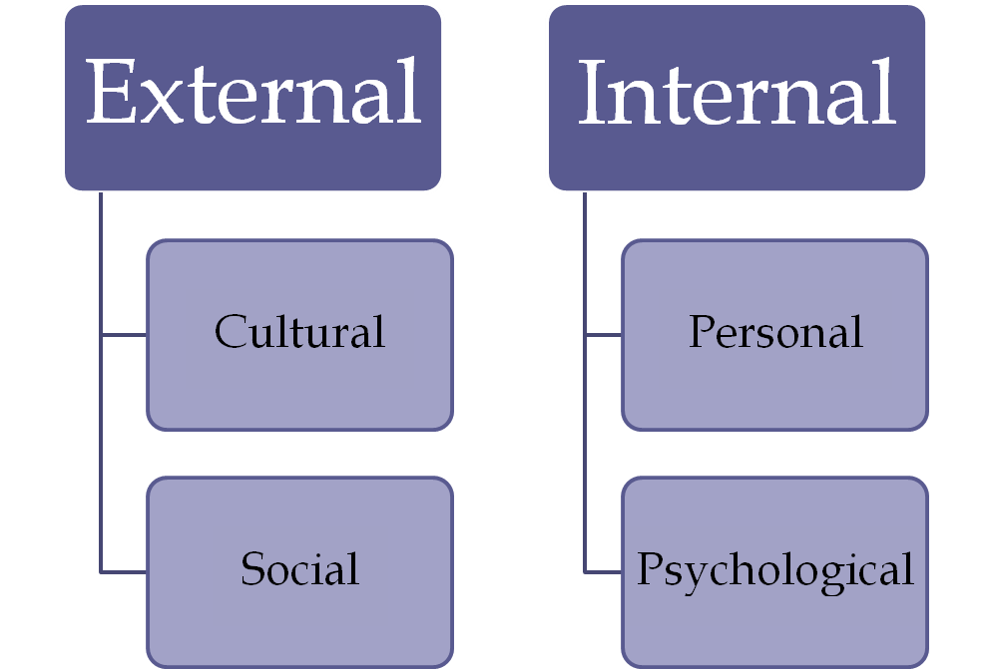 External
Cultural
Social
Internal
Personal
Psychological